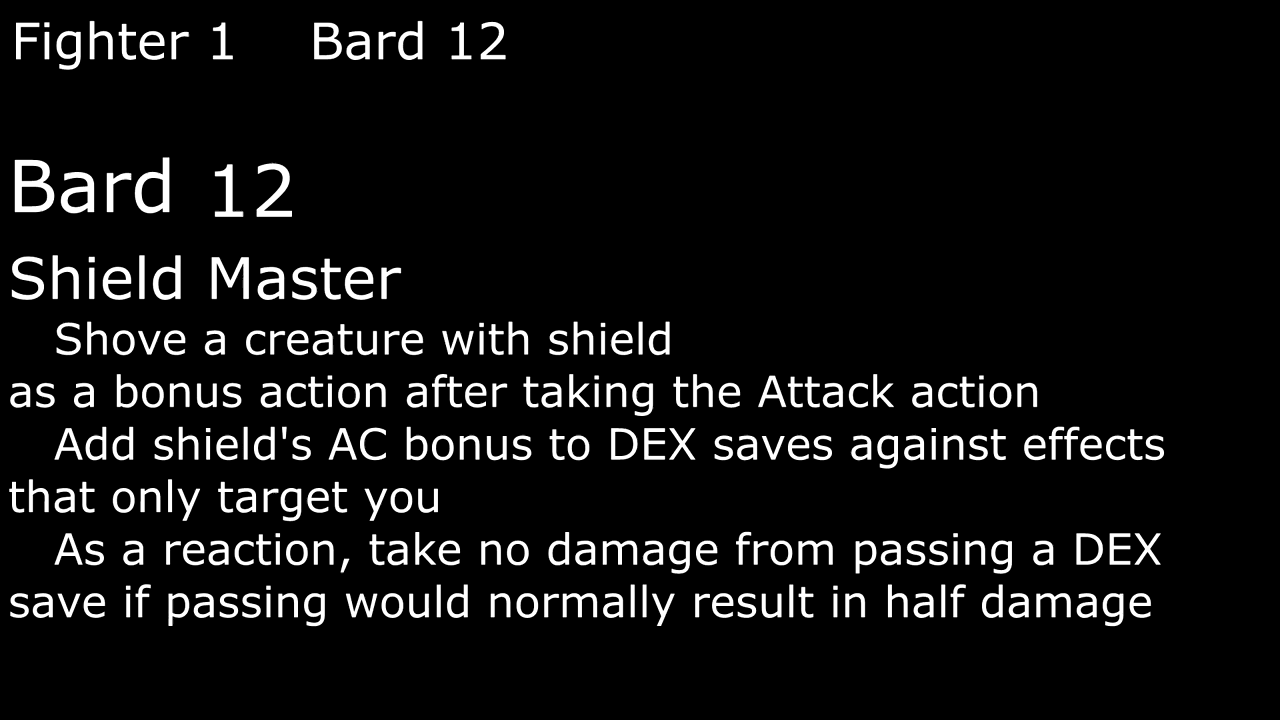 Fighter 1    Bard 12
Bard 12
Shield Master
Shove a creature with shield
as a bonus action after taking the Attack action
Add shield's AC bonus to DEX saves against effects
that only target you
As a reaction, take no damage from passing a DEX
save if passing would normally result in half damage